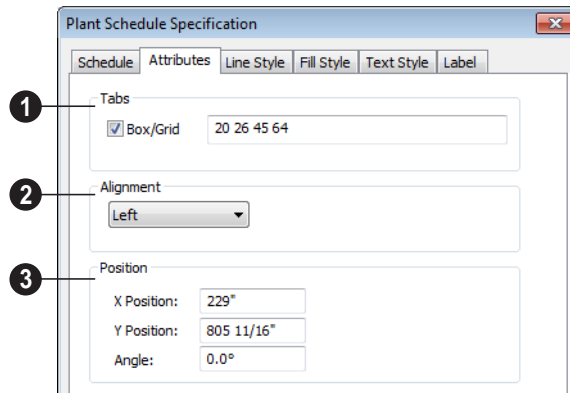 Plant Schedule Specification
Schedule Attributes Line Style Fill Style Text Style Label
1
Tabs
Box/Grid 20 26 45 64
2
Alignment
Left
3
Position
X Position: 229"
Y Position: 805 11/16"
Angle: 0.0°